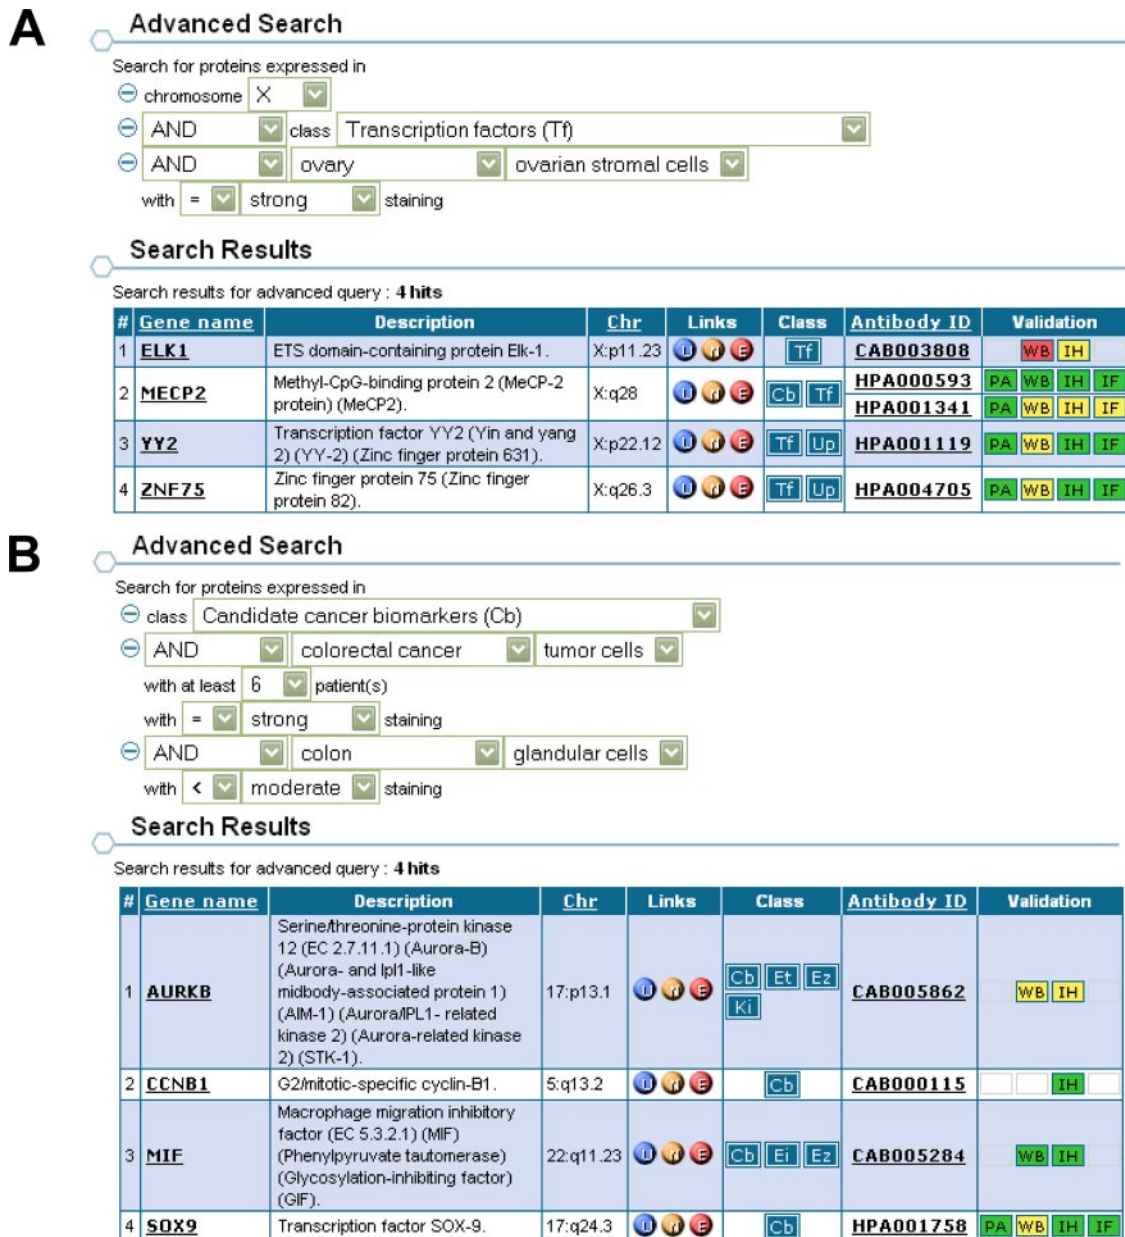 A
Advanced Search
Search for proteins expressed in
chromosome X
AND class Transcription factors (Tf)
AND ovary ovarian stromal cells
with = strong staining
Search Results
Search results for advanced query : 4 hits
# Gene name Description Chr Links Class Antibody ID Validation
1 ELK1 ETS domain-containing protein Elk-1. X:p11.23 Tf CAB003808 WB IH
2 MECP2 Methyl-CpG-binding protein 2 (MeCP-2
protein) (MeCP2). X:q28 Cb Tf HPA000593 PA WB IH IF
HPA001341 PA WB IH IF
3 YY2 Transcription factor YY2 (Yin and yang
2) (YY-2) (Zinc finger protein 631). X:p22.12 Tf Up HPA001119 PA WB IH IF
4 ZNF75 Zinc finger protein 75 (Zinc finger
protein 82). X:q26.3 Tf Up HPA004705 PA WB IH IF
B
Advanced Search
Search for proteins expressed in
class Candidate cancer biomarkers (Cb)
AND colorectal cancer tumor cells
with at least 6 patient(s)
with = strong staining
AND colon glandular cells
with < moderate staining
Search Results
Search results for advanced query : 4 hits
# Gene name Description Chr Links Class Antibody ID Validation
1 AURKB Serine/threonine-protein kinase
12 (EC 2.7.11.1) (Aurora-B)
(Aurora- and Ipl1-like
midbody-associated protein 1)
(AIM-1) (Aurora/IPL1- related
kinase 2) (Aurora-related kinase
2) (STK-1). 17:p13.1 Cb Et Ez
Ki CAB005862 WB IH
2 CCNB1 G2/mitotic-specific cyclin-B1. 5:q13.2 Cb CAB000115 IH
3 MIF Macrophage migration inhibitory
factor (EC 5.3.2.1) (MIF)
(Phenylpyruvate tautomerase)
(Glycosylation-inhibiting factor)
(GIF). 22:q11.23 Cb Ei Ez CAB005284 WB IH
4 SOX9 Transcription factor SOX-9. 17:q24.3 Cb HPA001758 PA WB IH IF